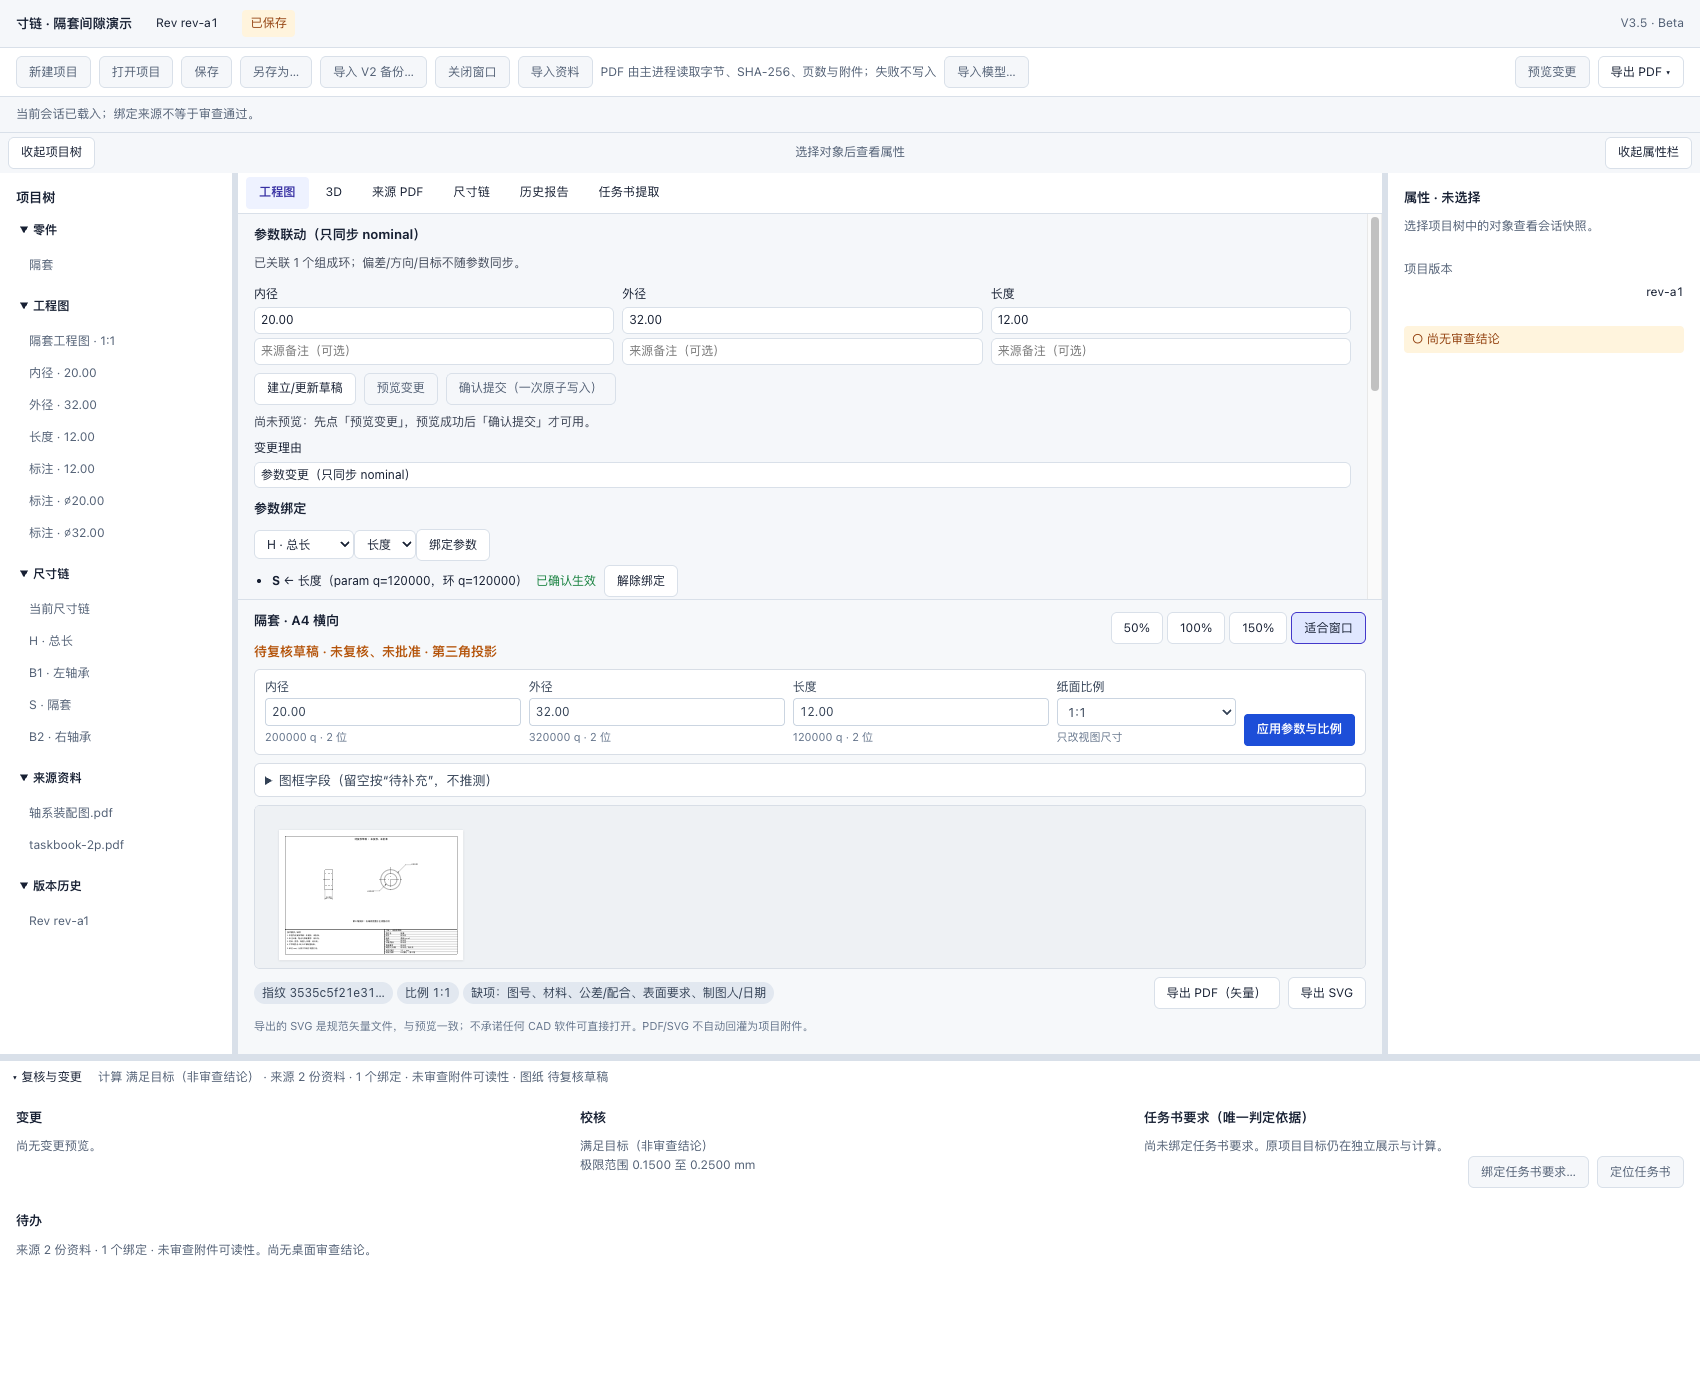 寸链 · 隔套间隙演示 Rev rev-a1 已保存 V3.5 · Beta
新建项目 打开项目 保存 另存为... 导入 V2 备份... 关闭窗口 导入资料 PDF 由主进程读取字节、SHA-256、页数与附件；失败不写入 导入模型... 预览变更 导出 PDF
当前会话已载入；绑定来源不等于审查通过。
收起项目树 选择对象后查看属性 收起属性栏
项目树
零件
隔套
工程图
隔套工程图 · 1:1
内径 · 20.00
外径 · 32.00
长度 · 12.00
标注 · 12.00
标注 · ⌀20.00
标注 · ⌀32.00
尺寸链
当前尺寸链
H · 总长
B1 · 左轴承
S · 隔套
B2 · 右轴承
来源资料
轴系装配图.pdf
taskbook-2p.pdf
版本历史
Rev rev-a1
工程图 3D 来源 PDF 尺寸链 历史报告 任务书提取
参数联动（只同步 nominal）
已关联 1 个组成环；偏差/方向/目标不随参数同步。
内径 外径 长度
20.00 32.00 12.00
来源备注（可选） 来源备注（可选） 来源备注（可选）
建立/更新草稿 预览变更 确认提交（一次原子写入）
尚未预览：先点「预览变更」，预览成功后「确认提交」才可用。
变更理由
参数变更（只同步 nominal）
参数绑定
H · 总长 长度 绑定参数
• S ← 长度（param q=120000，环 q=120000） 已确认生效 解除绑定
隔套 · A4 横向 50% 100% 150% 适合窗口
待复核草稿 · 未复核、未批准 · 第三角投影
内径 外径 长度 纸面比例
20.00 32.00 12.00 1:1 应用参数与比例
200000 q · 2 位 320000 q · 2 位 120000 q · 2 位 只改视图尺寸
图框字段（留空按“待补充”，不推测）
指纹 3535c5f21e31... 比例 1:1 缺项：图号、材料、公差/配合、表面要求、制图人/日期 导出 PDF（矢量） 导出 SVG
导出的 SVG 是规范矢量文件，与预览一致；不承诺任何 CAD 软件可直接打开。PDF/SVG 不自动回灌为项目附件。
属性 · 未选择
选择项目树中的对象查看会话快照。
项目版本
rev-a1
尚无审查结论
复核与变更 计算 满足目标（非审查结论） · 来源 2 份资料 · 1 个绑定 · 未审查附件可读性 · 图纸 待复核草稿
变更
尚无变更预览。
校核
满足目标（非审查结论）
极限范围 0.1500 至 0.2500 mm
任务书要求（唯一判定依据）
尚未绑定任务书要求。原项目目标仍在独立展示与计算。
绑定任务书要求... 定位任务书
待办
来源 2 份资料 · 1 个绑定 · 未审查附件可读性。尚无桌面审查结论。